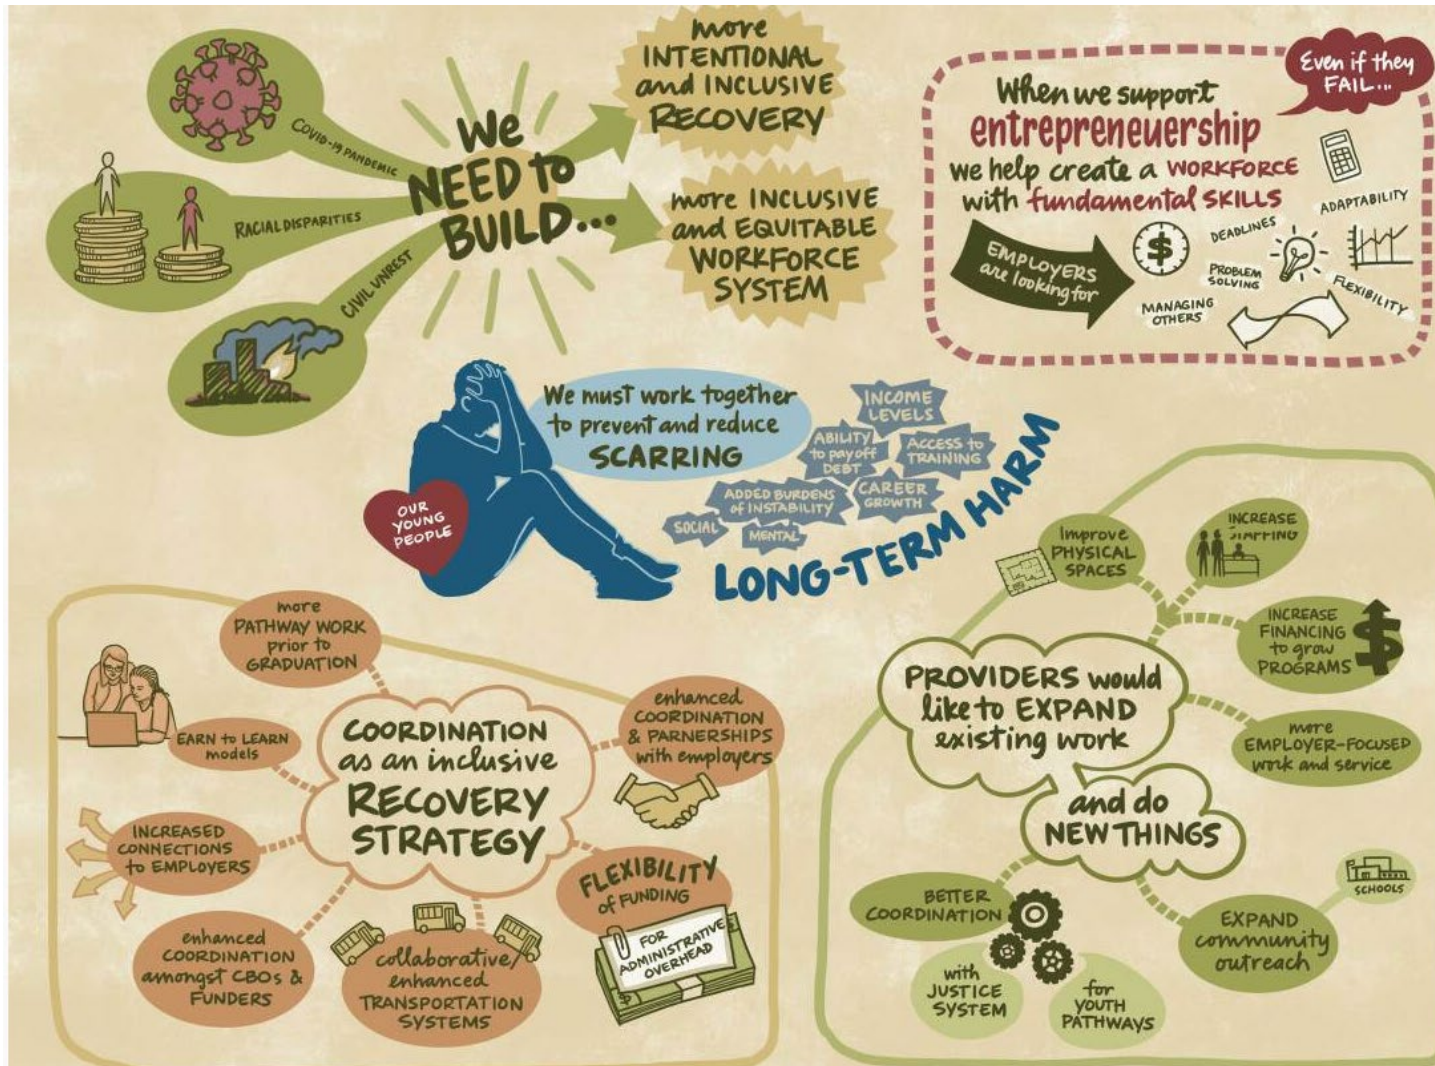 COVID-19 PANDEMIC
RACIAL DISPARITIES
CIVIL UNREST
We
NEED to
BUILD...
more
INTENTIONAL
and INCLUSIVE
RECOVERY
more INCLUSIVE
and EQUITABLE
WORKFORCE
SYSTEM
Even if they
FAIL...
When we support
entrepreneuership
we help create a WORKFORCE
with fundamental SKILLS
EMPLOYERS
are looking for
$
MANAGING
OTHERS
DEADLINES
PROBLEM
SOLVING
ADAPTABILITY
FLEXIBILITY
OUR
YOUNG
PEOPLE
We must work together
to prevent and reduce
SCARRING
INCOME
LEVELS
ABILITY
to pay off
DEBT
ACCESS to
TRAINING
ADDED BURDENS
of INSTABILITY
CAREER
GROWTH
SOCIAL
MENTAL
LONG-TERM HARM
COORDINATION
as an inclusive
RECOVERY
STRATEGY
more
PATHWAY WORK
prior to
GRADUATION
EARN to LEARN
models
INCREASED
CONNECTIONS
to EMPLOYERS
enhanced
COORDINATION
amongst CBOs &
FUNDERS
collaborative/
enhanced
TRANSPORTATION
SYSTEMS
FLEXIBILITY
of FUNDING
FOR
ADMINISTRATIVE
OVERHEAD
$
enhanced
COORDINATION
& PARNERSHIPS
with employers
PROVIDERS would
like to EXPAND
existing work
Improve
PHYSICAL
SPACES
INCREASE
STAFFING
INCREASE
FINANCING
to grow
PROGRAMS
$
more
EMPLOYER-FOCUSED
work and service
and do
NEW THINGS
BETTER
COORDINATION
with
JUSTICE
SYSTEM
for
YOUTH
PATHWAYS
EXPAND
community
outreach
SCHOOLS